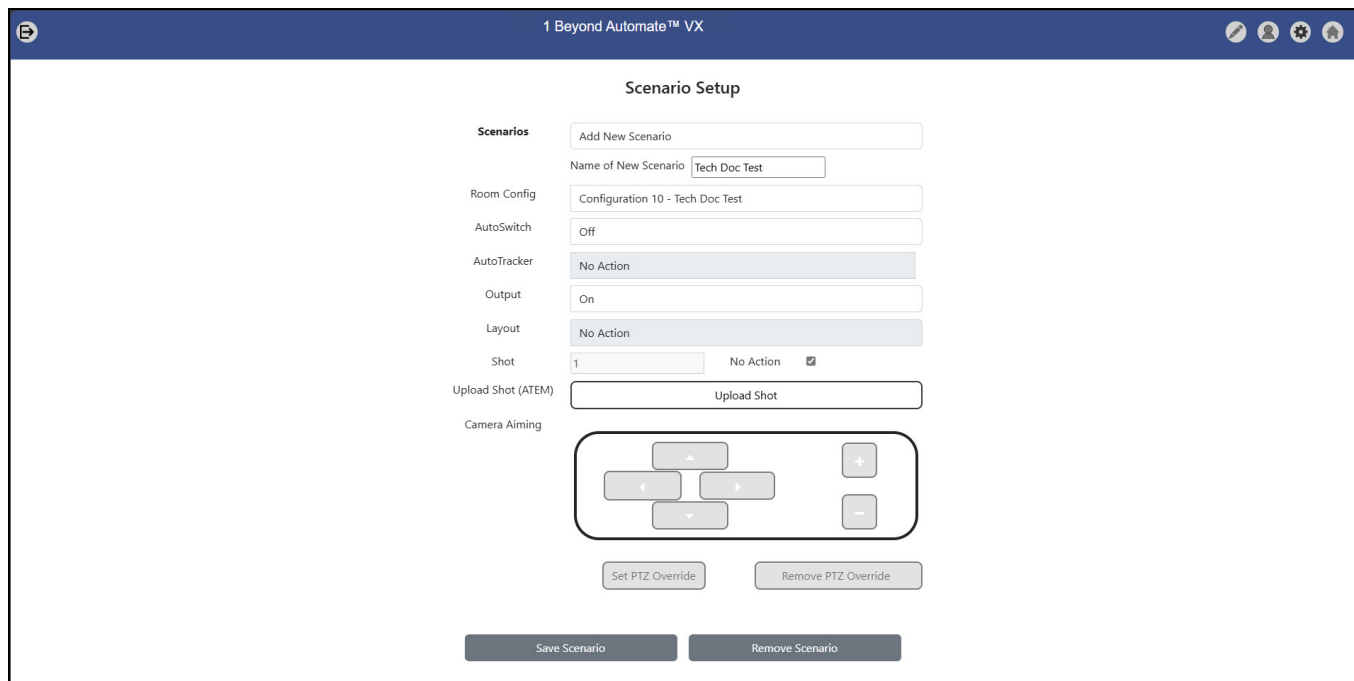 1 Beyond Automate™ VX
Scenario Setup
Scenarios Add New Scenario
Name of New Scenario Tech Doc Test
Room Config Configuration 10 - Tech Doc Test
AutoSwitch Off
AutoTracker No Action
Output On
Layout No Action
Shot 1 No Action
Upload Shot (ATEM) Upload Shot
Camera Aiming
+
−
Set PTZ Override Remove PTZ Override
Save Scenario Remove Scenario